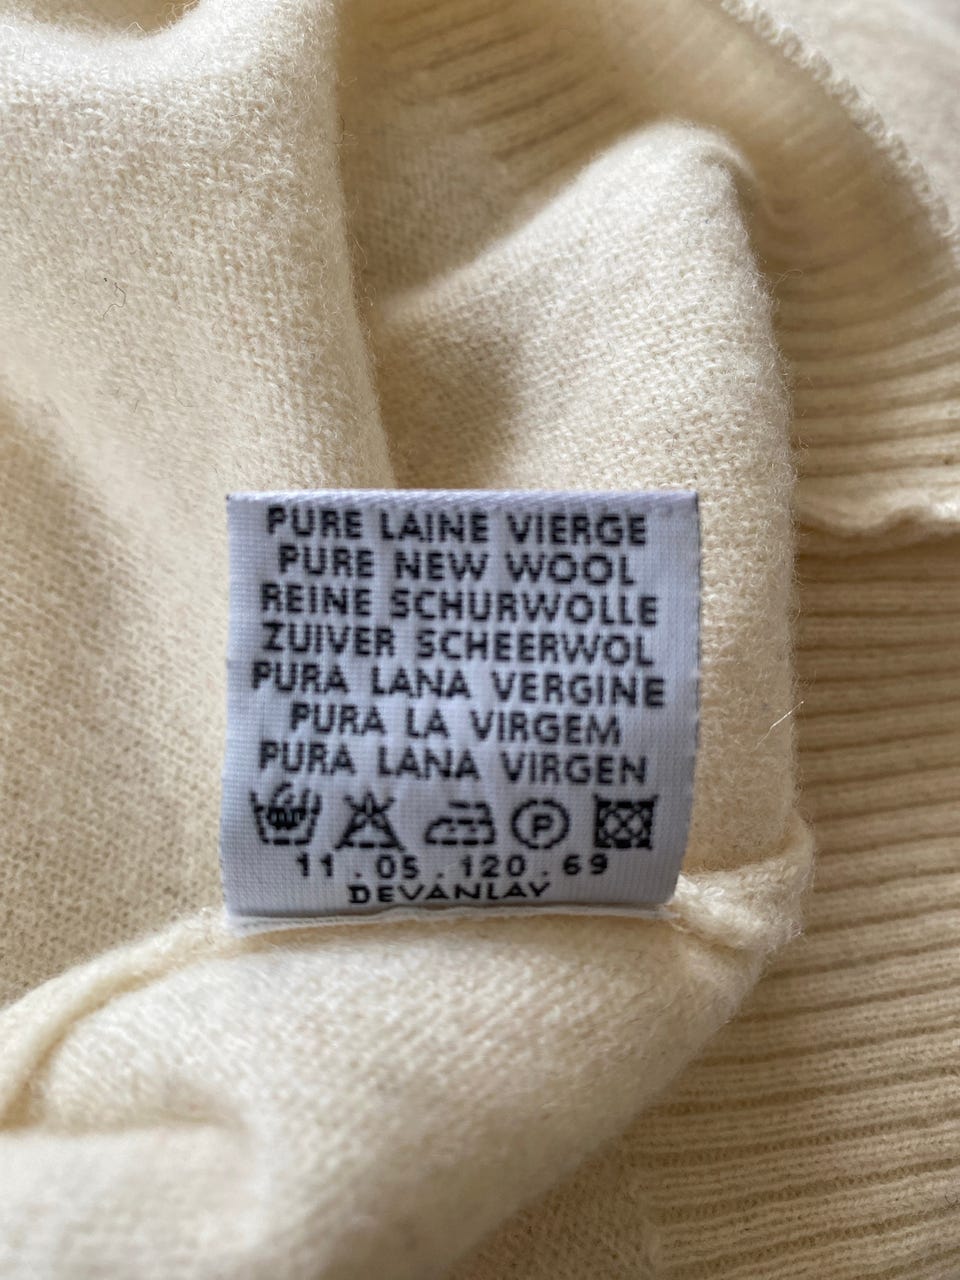 PURE LAINE VIERGE
PURE NEW WOOL
REINE SCHURWOLLE
ZUIVER SCHEERWOL
PURA LANA VERGINE
PURA LA VIRGEM
PURA LANA VIRGEN
P
11 . 05 . 120 . 69
DEVANLAY